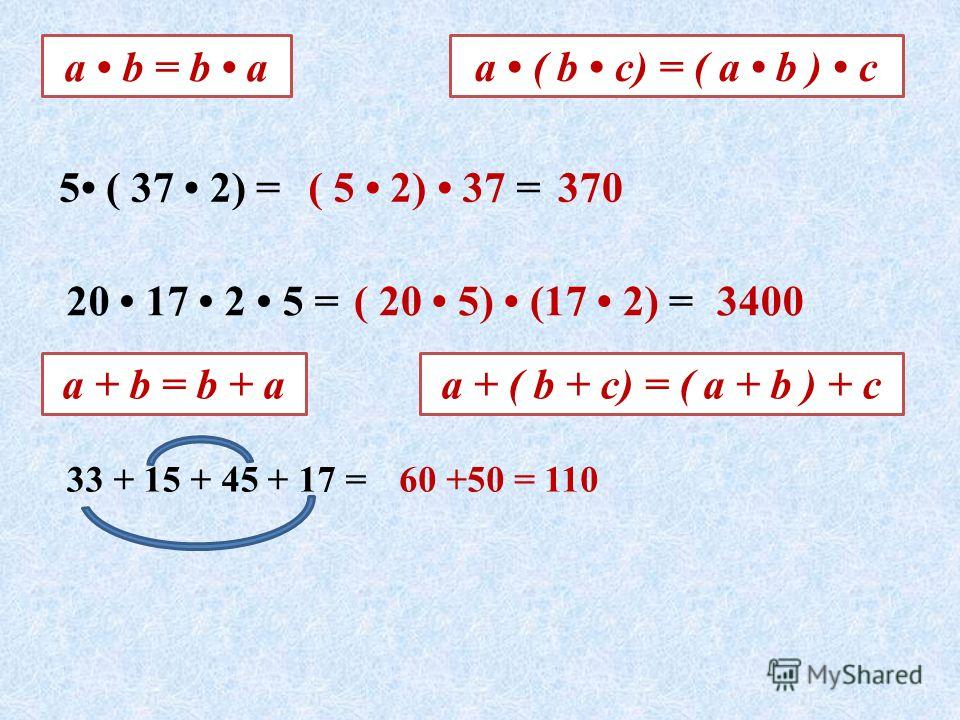 a • b = b • a
a • ( b • c) = ( a • b ) • c
5• ( 37 • 2) = ( 5 • 2) • 37 = 370
20 • 17 • 2 • 5 = ( 20 • 5) • (17 • 2) = 3400
a + b = b + a
a + ( b + c) = ( a + b ) + c
33 + 15 + 45 + 17 = 60 +50 = 110
MyShared